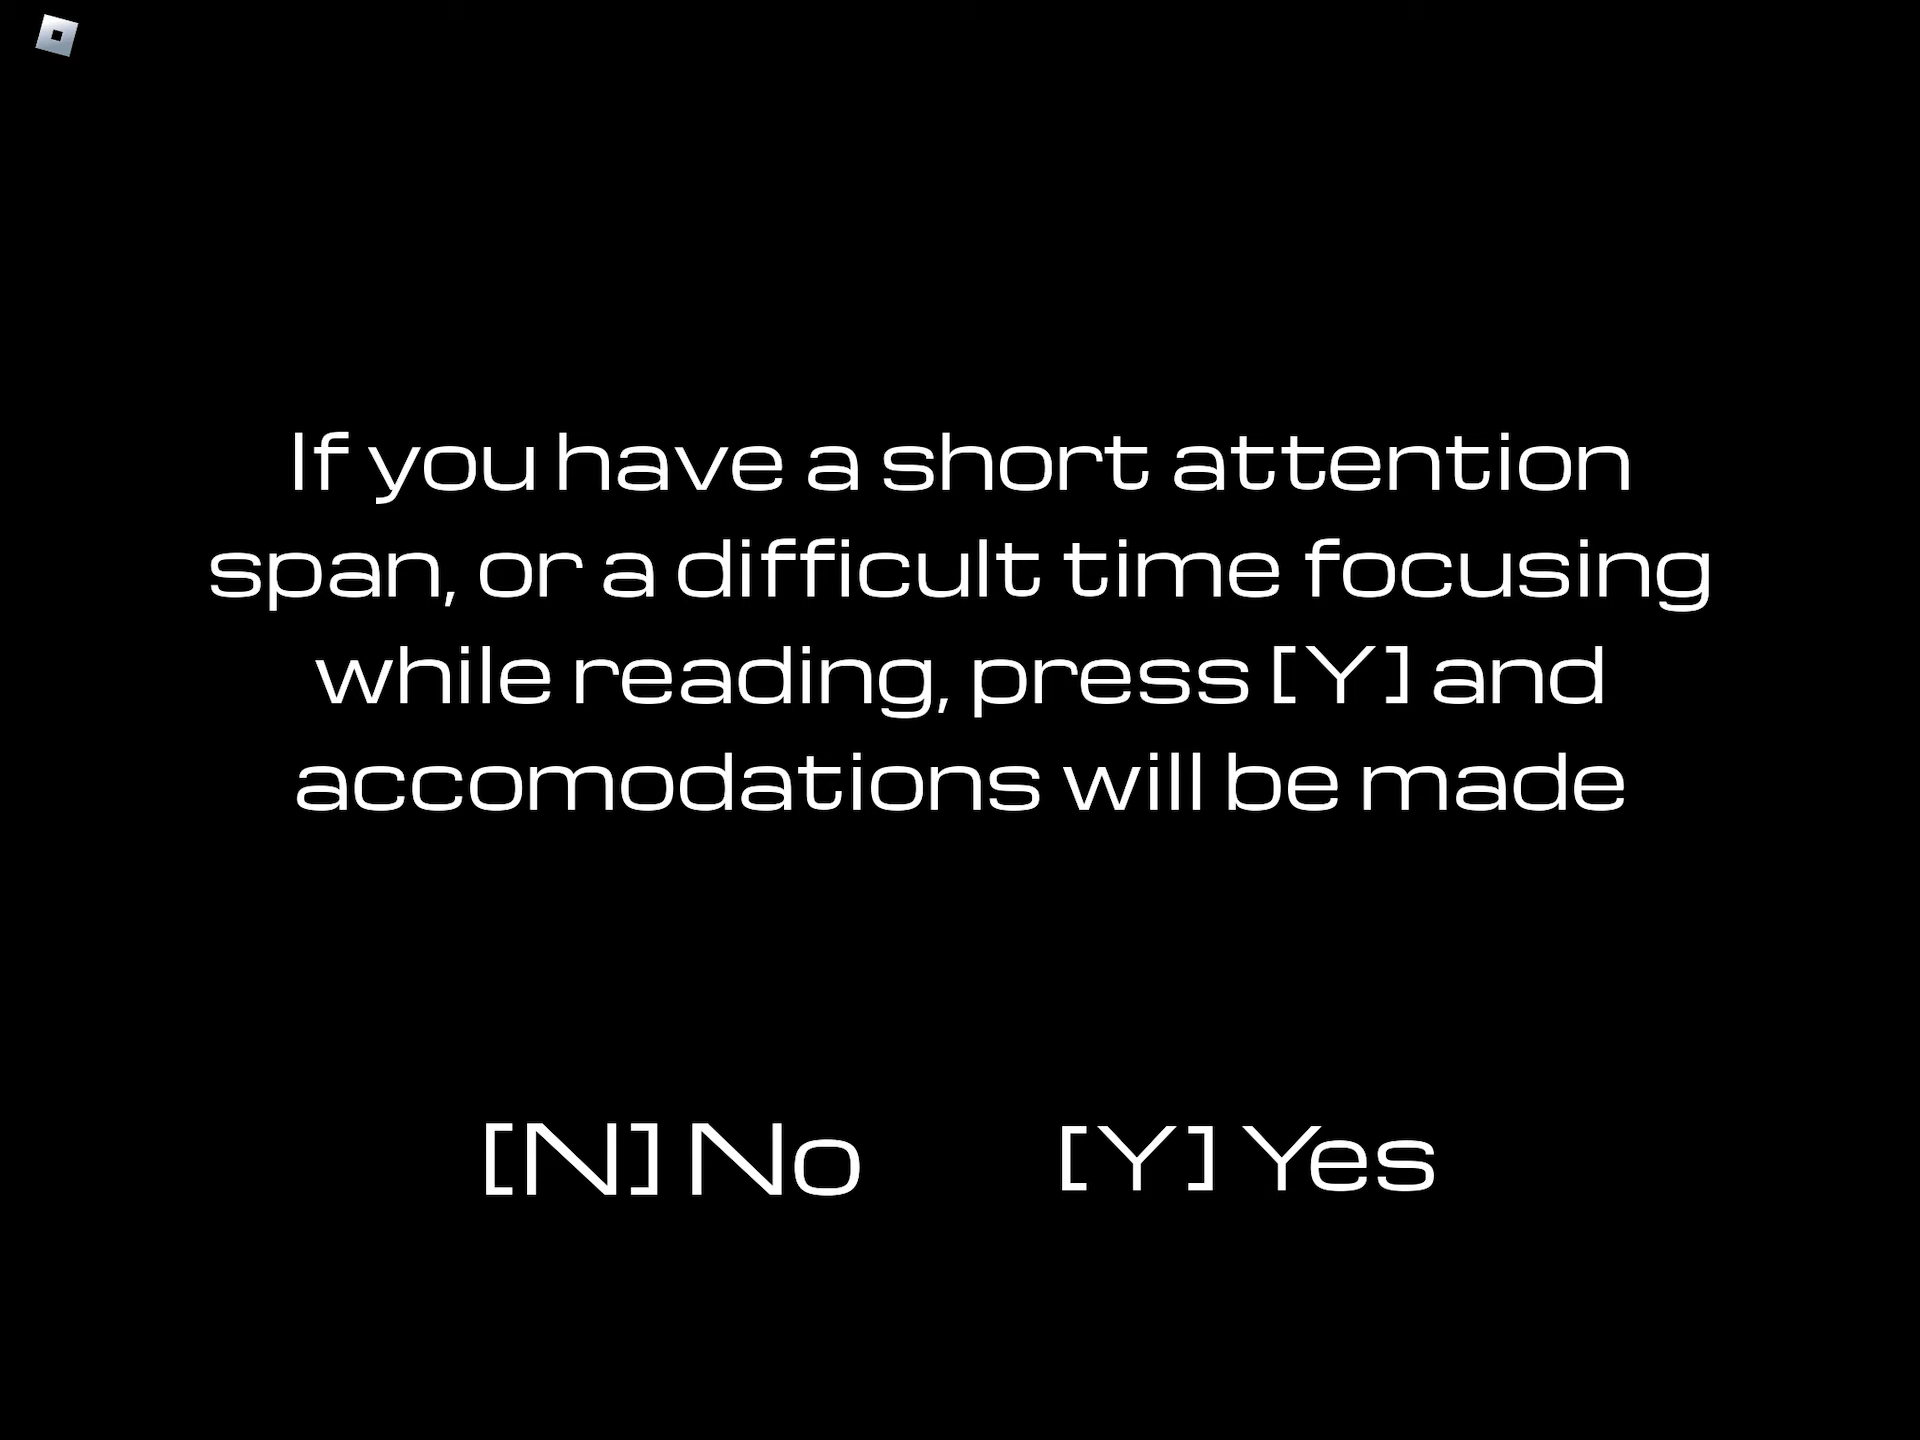 If you have a short attention
span, or a difficult time focusing
while reading, press [Y] and
accomodations will be made
[N] No [Y] Yes